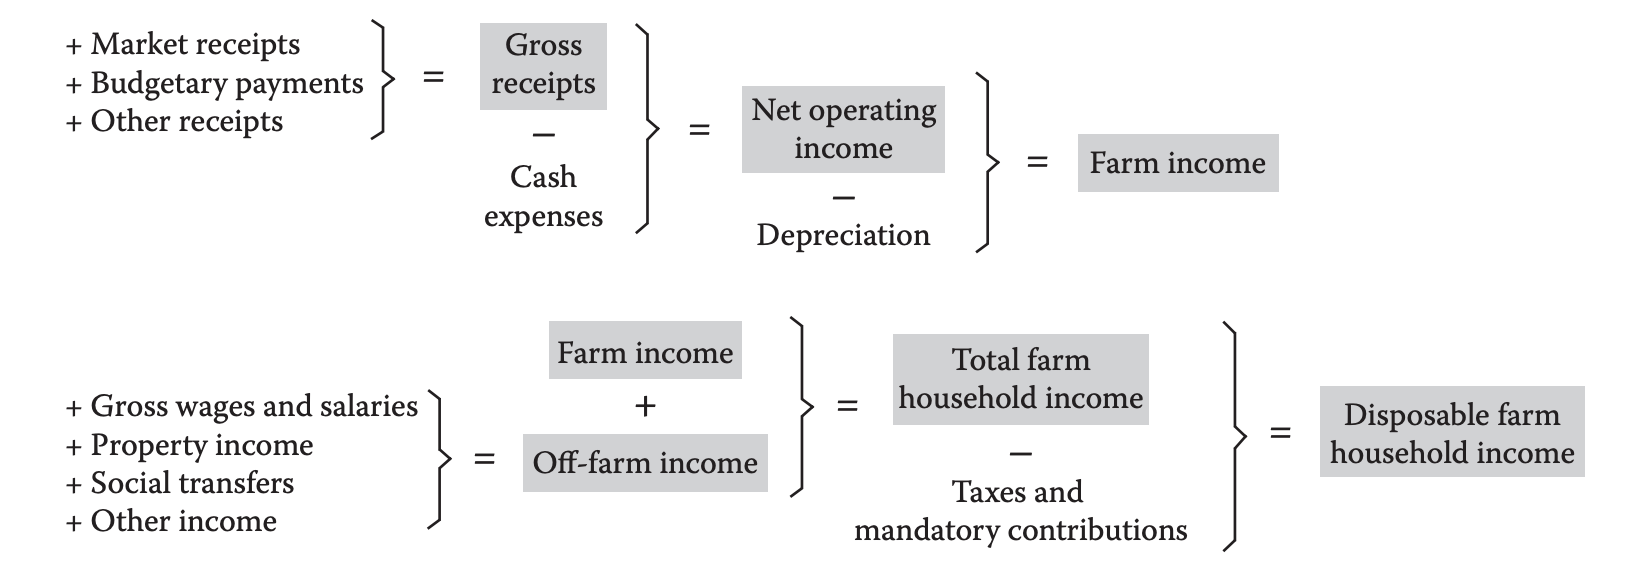 + Market receipts
+ Budgetary payments
+ Other receipts
=
Gross
receipts
−
Cash
expenses
=
Net operating
income
−
Depreciation
=
Farm income
+ Gross wages and salaries
+ Property income
+ Social transfers
+ Other income
=
Farm income
+
Off-farm income
=
Total farm
household income
−
Taxes and
mandatory contributions
=
Disposable farm
household income